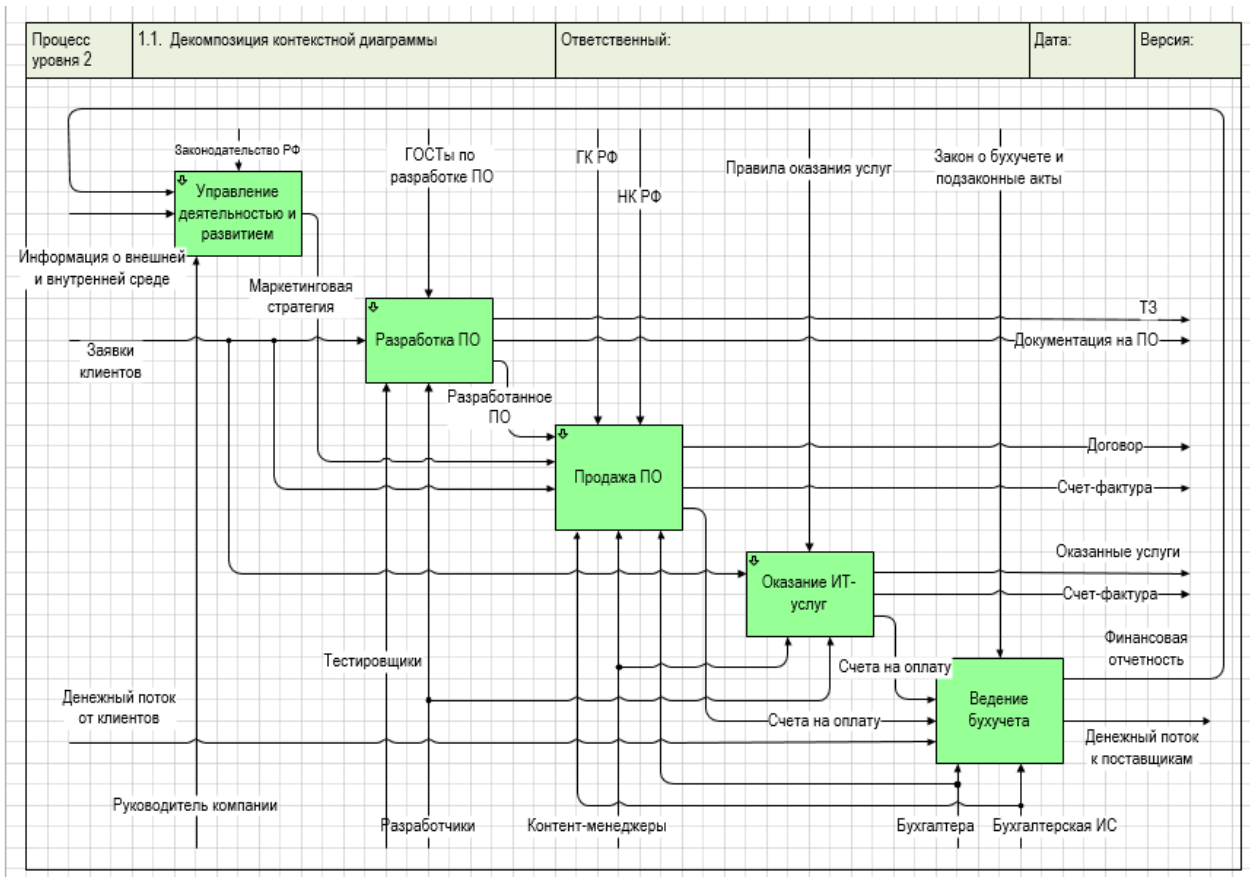 Процесс
уровня 2
1.1. Декомпозиция контекстной диаграммы
Ответственный:
Дата:
Версия:
Законодательство РФ
ГОСТы по
разработке ПО
ГК РФ
НК РФ
Правила оказания услуг
Закон о бухучете и
подзаконные акты
Управление
деятельностью и
развитием
Информация о внешней
и внутренней среде
Маркетинговая
стратегия
ТЗ
Разработка ПО
Документация на ПО
Заявки
клиентов
Разработанное
ПО
Договор
Продажа ПО
Счет-фактура
Оказанные услуги
Оказание ИТ-
услуг
Счет-фактура
Финансовая
отчетность
Тестировщики
Счета на оплату
Денежный поток
от клиентов
Ведение
бухучета
Счета на оплату
Денежный поток
к поставщикам
Руководитель компании
Разработчики
Контент-менеджеры
Бухгалтера
Бухгалтерская ИС